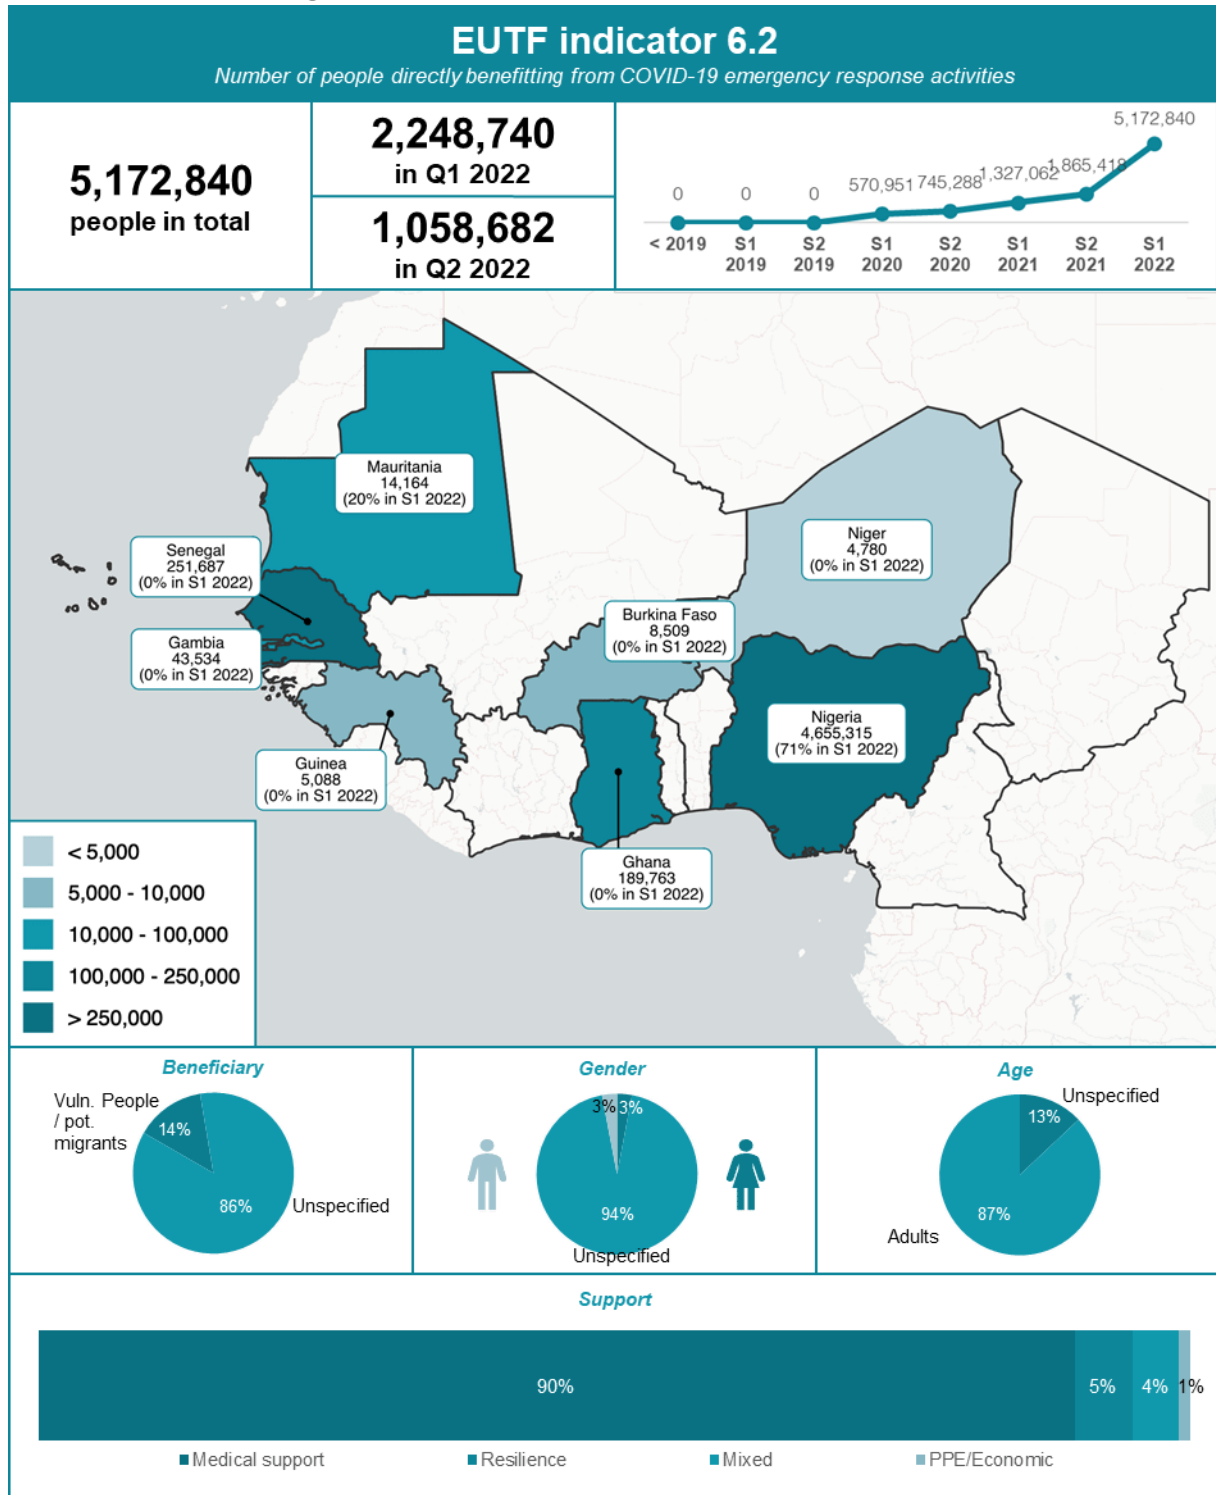 EUTF indicator 6.2
Number of people directly benefitting from COVID-19 emergency response activities
5,172,840
people in total
2,248,740
in Q1 2022
1,058,682
in Q2 2022
0
0
0
570,951
745,288
1,327,062
1,865,418
5,172,840
< 2019
S1
2019
S2
2019
S1
2020
S2
2020
S1
2021
S2
2021
S1
2022
Mauritania
14,164
(20% in S1 2022)
Senegal
251,687
(0% in S1 2022)
Gambia
43,534
(0% in S1 2022)
Niger
4,780
(0% in S1 2022)
Burkina Faso
8,509
(0% in S1 2022)
Nigeria
4,655,315
(71% in S1 2022)
Guinea
5,088
(0% in S1 2022)
Ghana
189,763
(0% in S1 2022)
< 5,000
5,000 - 10,000
10,000 - 100,000
100,000 - 250,000
> 250,000
Beneficiary
Vuln. People
/ pot.
migrants
14%
86%
Unspecified
Gender
3%
3%
94%
Unspecified
Age
Unspecified
13%
87%
Adults
Support
90%
5%
4%
1%
Medical support
Resilience
Mixed
PPE/Economic